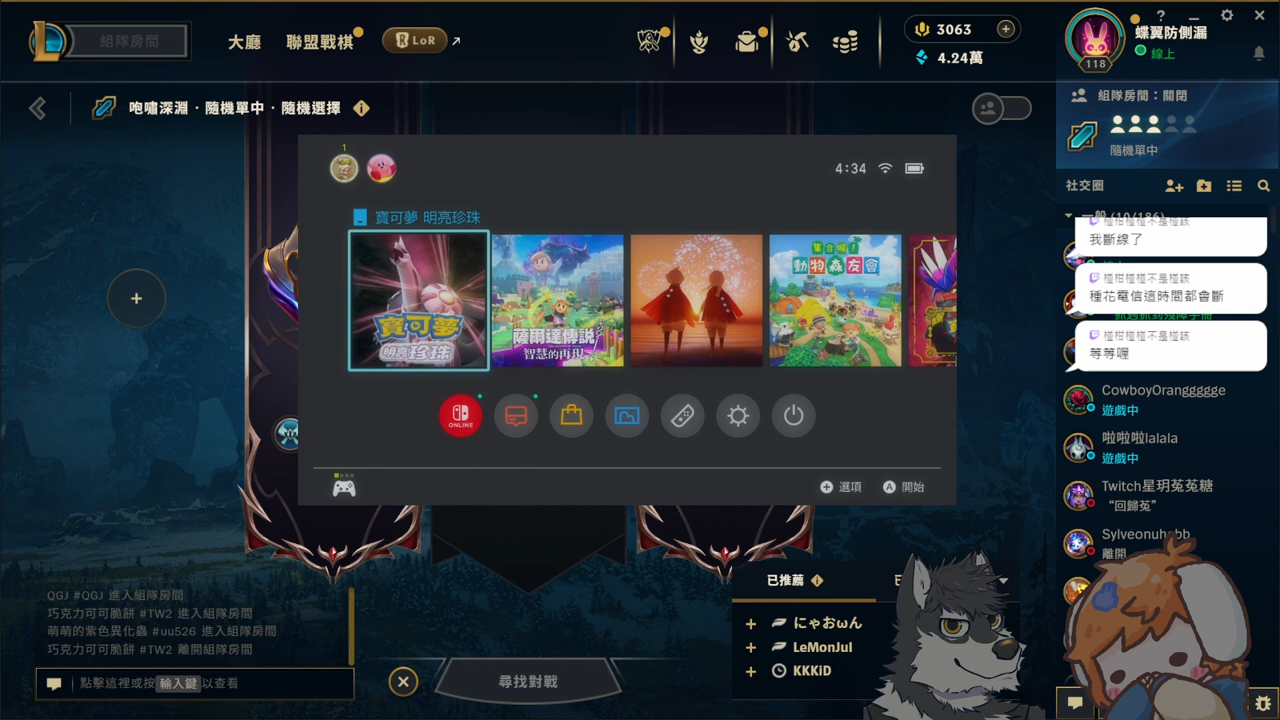 組隊房間
大廳
聯盟戰棋
LoR
3063
4.24萬
?
蝶翼防側漏
線上
118
咆嘯深淵 · 隨機單中 · 隨機選擇
組隊房間：關閉
隨機單中
社交圈
一般 (10/186)
1
4:34
寶可夢 明亮珍珠
寶可夢
明亮珍珠
薩爾達傳說
智慧的再現
集合啦！
動物森友會
ONLINE
選項
A 開始
我斷線了
種花電信這時間都會斷
等等喔
CowboyOranggggge
遊戲中
啦啦啦lalala
遊戲中
Twitch星玥菟菟糖
“回歸菟”
離開
QGJ #QGJ 進入組隊房間
巧克力可可脆餅 #TW2 進入組隊房間
萌萌的紫色異化蟲 #uu526 進入組隊房間
巧克力可可脆餅 #TW2 離開組隊房間
點擊這裡或按 輸入鍵 以查看
尋找對戰
已推薦
にゃおωん
LeMonJul
KKKiD